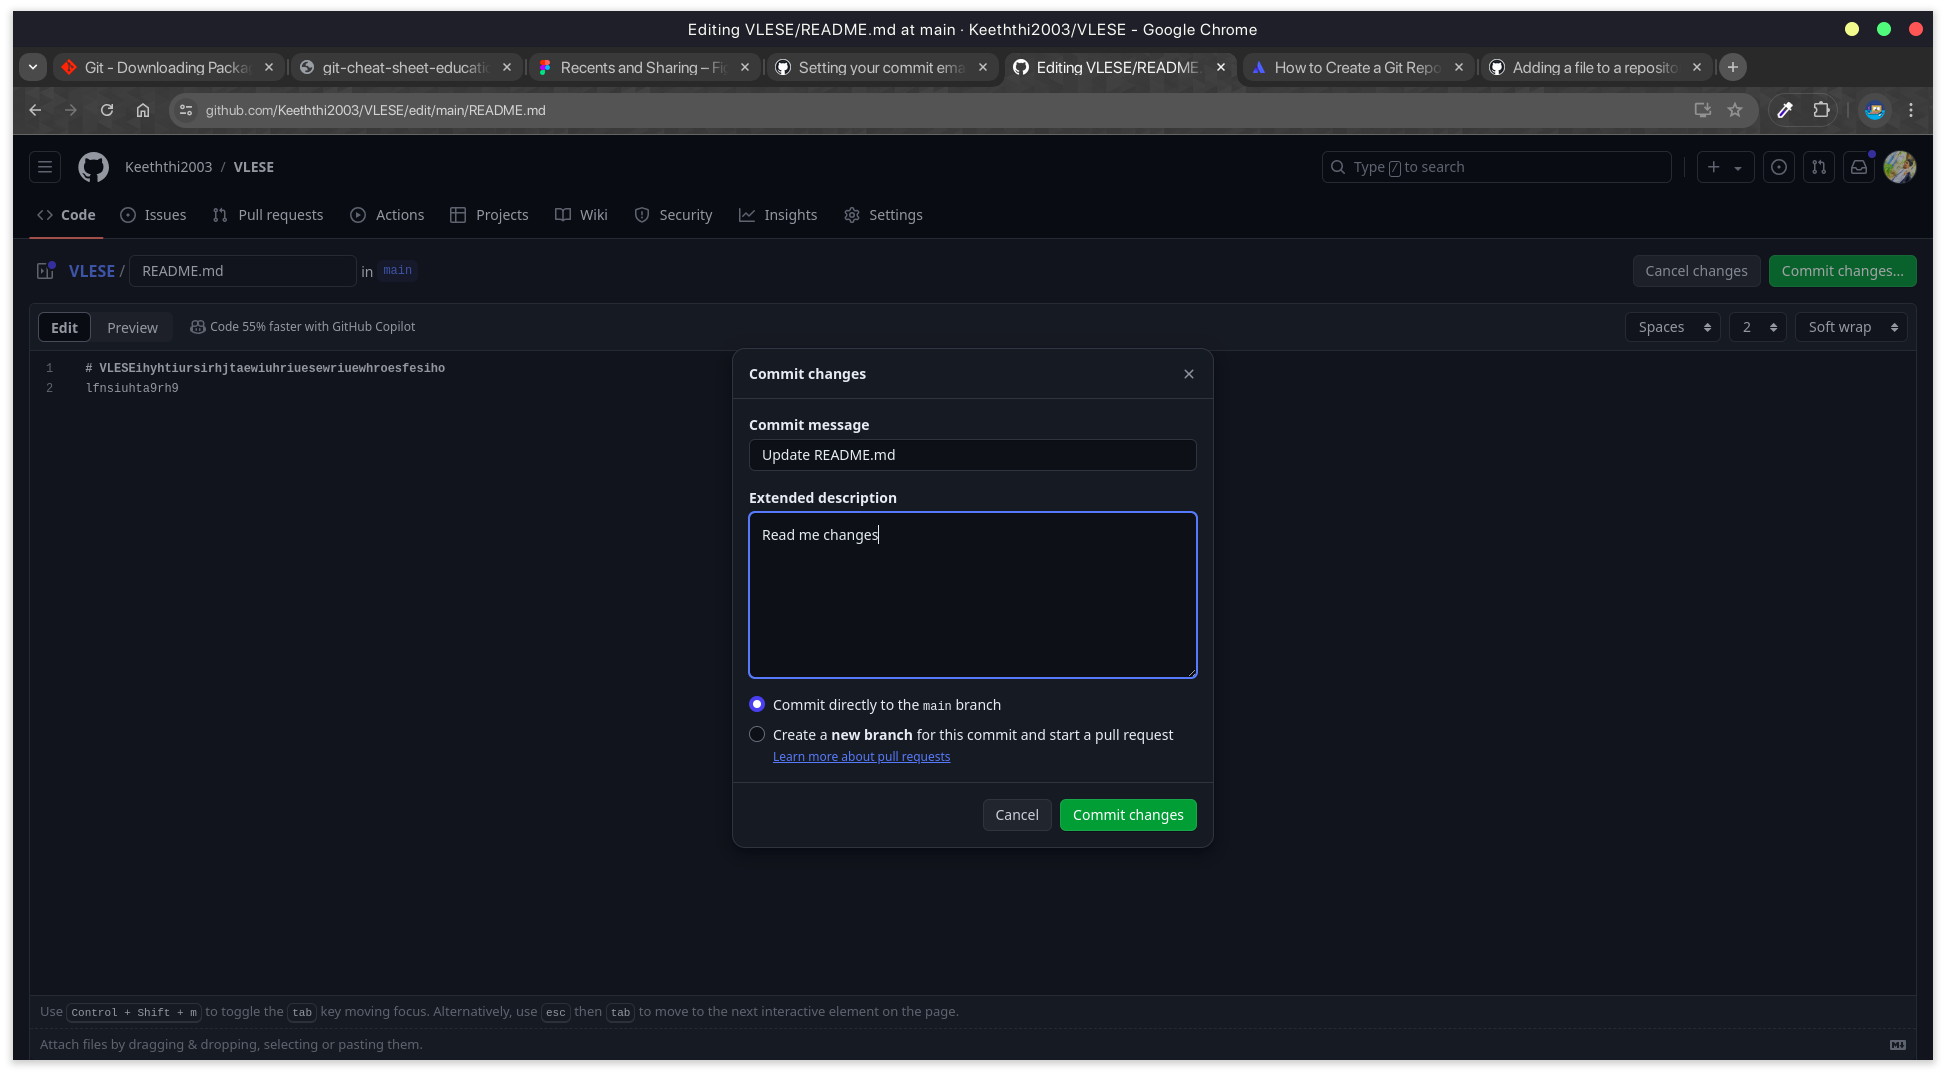 Editing VLESE/README.md at main · Keeththi2003/VLESE - Google Chrome
Git - Downloading Packa
git-cheat-sheet-educatio
Recents and Sharing – Fi
Setting your commit ema
Editing VLESE/README.
How to Create a Git Repo
Adding a file to a reposito
github.com/Keeththi2003/VLESE/edit/main/README.md
Keeththi2003 / VLESE
Type / to search
Code
Issues
Pull requests
Actions
Projects
Wiki
Security
Insights
Settings
VLESE / README.md in main
Cancel changes
Commit changes...
Edit
Preview
Code 55% faster with GitHub Copilot
Spaces
2
Soft wrap
1 # VLESEihyhtiursirhjtaewiuhriuesewriuewhroesfesiho
2 lfnsiuhta9rh9
Commit changes
Commit message
Update README.md
Extended description
Read me changes
Commit directly to the main branch
Create a new branch for this commit and start a pull request
Learn more about pull requests
Cancel
Commit changes
Use Control + Shift + m to toggle the tab key moving focus. Alternatively, use esc then tab to move to the next interactive element on the page.
Attach files by dragging & dropping, selecting or pasting them.